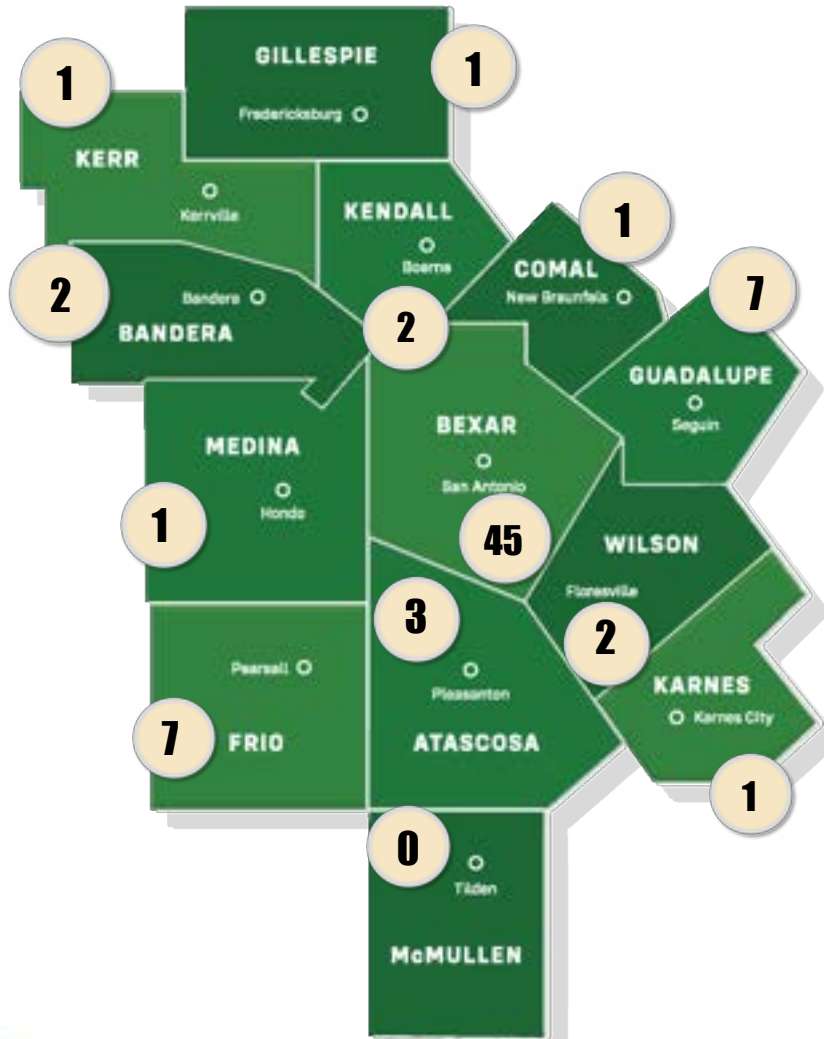 GILLESPIE
1
1
Fredericksburg
KERR
Kerrville
KENDALL
Boerne
1
COMAL
New Braunfels
2
Bandera
BANDERA
2
7
GUADALUPE
Seguin
MEDINA
Hondo
1
BEXAR
San Antonio
45
WILSON
Floresville
2
3
Pleasanton
ATASCOSA
Pearsall
7
FRIO
KARNES
Karnes City
1
0
Tilden
McMULLEN